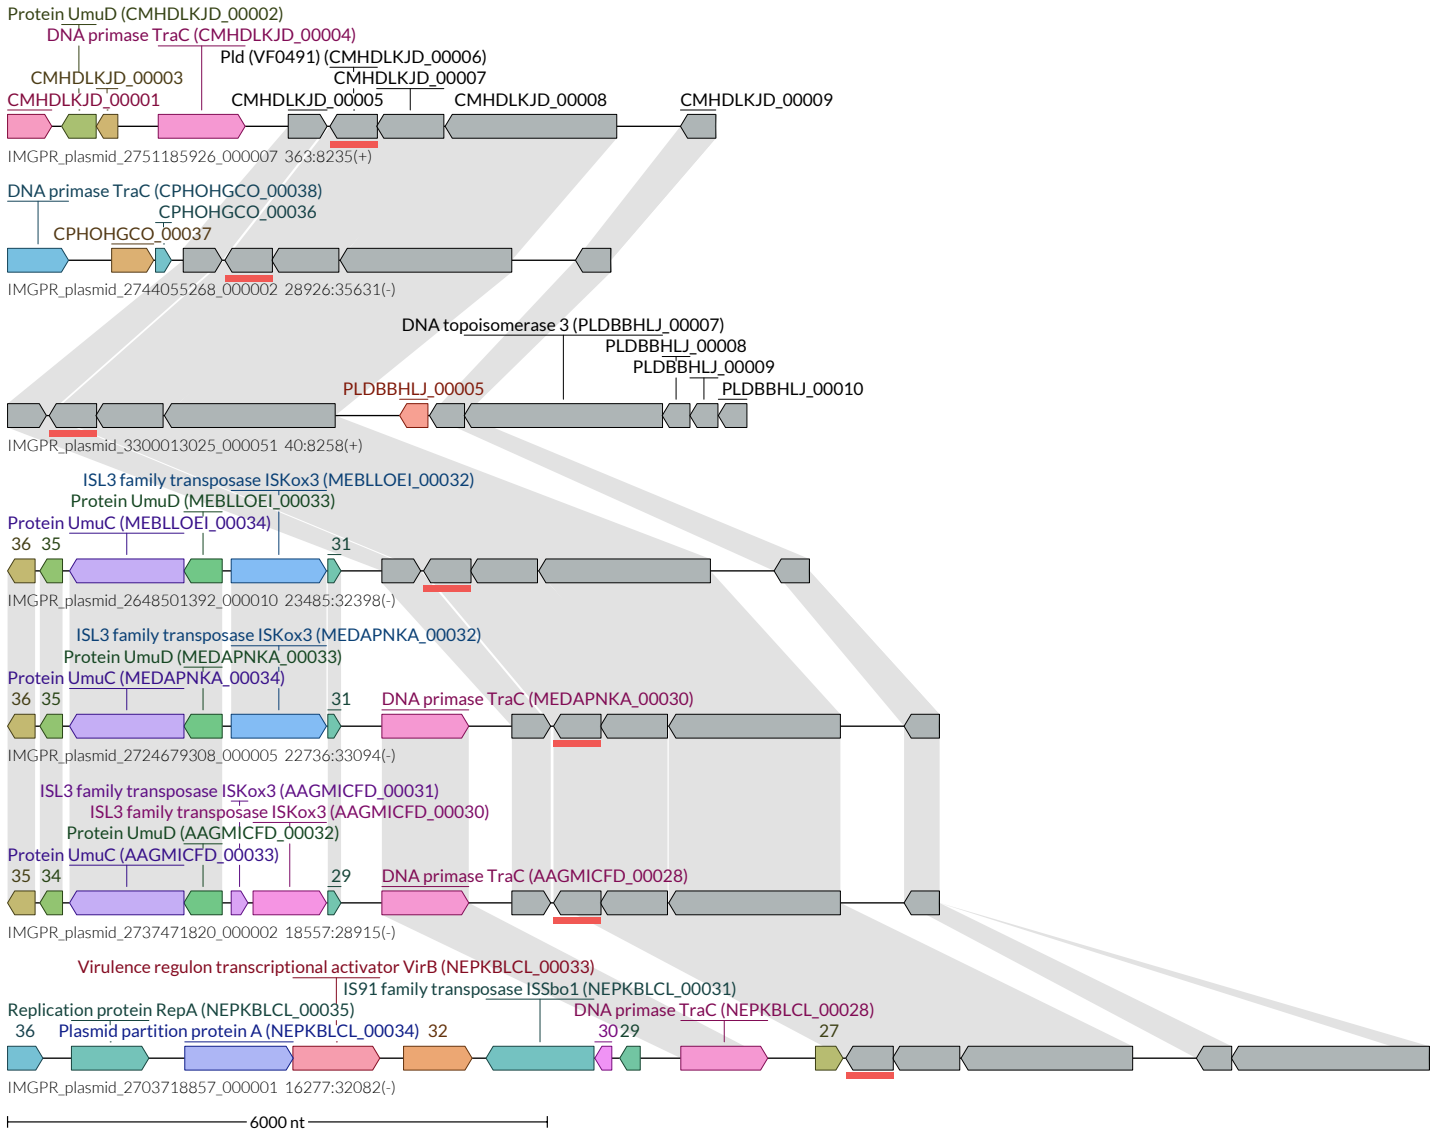 Protein UmuD (CMHDLKJD_00002)
DNA primase TraC (CMHDLKJD_00004)
Pld (VF0491) (CMHDLKJD_00006)
CMHDLKJD_00003 CMHDLKJD_00007
CMHDLKJD_00001 CMHDLKJD_00005 CMHDLKJD_00008 CMHDLKJD_00009
IMGPR_plasmid_2751185926_000007 363:8235(+)
DNA primase TraC (CPHOHGCO_00038)
CPHOHGCO_00036
CPHOHGCO_00037
IMGPR_plasmid_2744055268_000002 28926:35631(-)
DNA topoisomerase 3 (PLDBBHLJ_00007)
PLDBBHLJ_00008
PLDBBHLJ_00009
PLDBBHLJ_00005 PLDBBHLJ_00010
IMGPR_plasmid_3300013025_000051 40:8258(+)
ISL3 family transposase ISKox3 (MEBLLOEI_00032)
Protein UmuD (MEBLLOEI_00033)
Protein UmuC (MEBLLOEI_00034)
36 35 31
IMGPR_plasmid_2648501392_000010 23485:32398(-)
ISL3 family transposase ISKox3 (MEDAPNKA_00032)
Protein UmuD (MEDAPNKA_00033)
Protein UmuC (MEDAPNKA_00034)
36 35 31 DNA primase TraC (MEDAPNKA_00030)
IMGPR_plasmid_2724679308_000005 22736:33094(-)
ISL3 family transposase ISKox3 (AAGMICFD_00031)
ISL3 family transposase ISKox3 (AAGMICFD_00030)
Protein UmuD (AAGMICFD_00032)
Protein UmuC (AAGMICFD_00033)
35 34 29 DNA primase TraC (AAGMICFD_00028)
IMGPR_plasmid_2737471820_000002 18557:28915(-)
Virulence regulon transcriptional activator VirB (NEPKBLCL_00033)
IS91 family transposase ISSbo1 (NEPKBLCL_00031)
Replication protein RepA (NEPKBLCL_00035) DNA primase TraC (NEPKBLCL_00028)
36 Plasmid partition protein A (NEPKBLCL_00034) 32 30 29 27
IMGPR_plasmid_2703718857_000001 16277:32082(-)
6000 nt